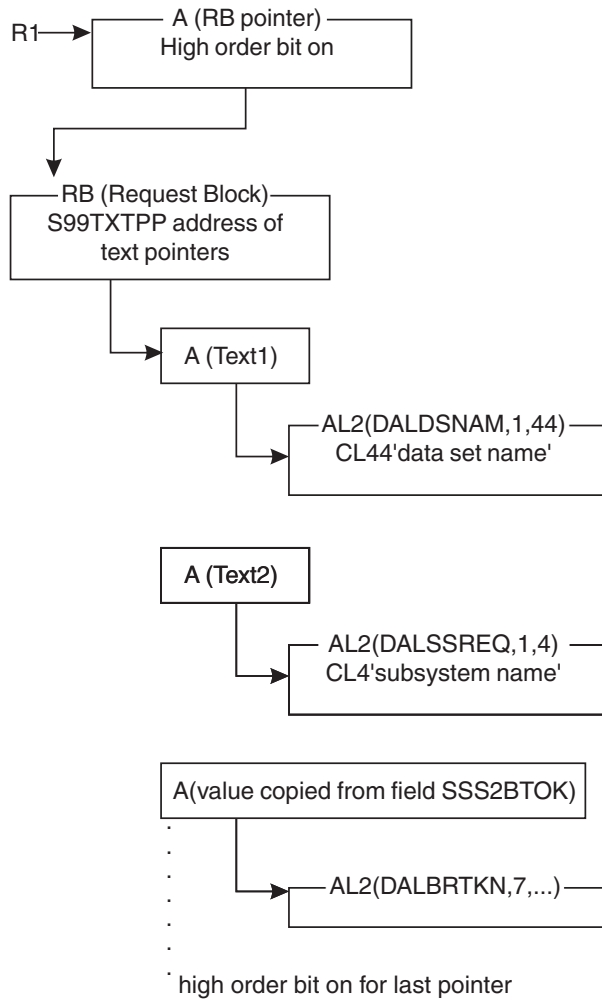 R1
A (RB pointer)
High order bit on
RB (Request Block)
S99TXTPP address of
text pointers
A (Text1)
AL2(DALDSNAM,1,44)
CL44'data set name'
A (Text2)
AL2(DALSSREQ,1,4)
CL4'subsystem name'
A(value copied from field SSS2BTOK)
AL2(DALBRTKN,7,...)
high order bit on for last pointer